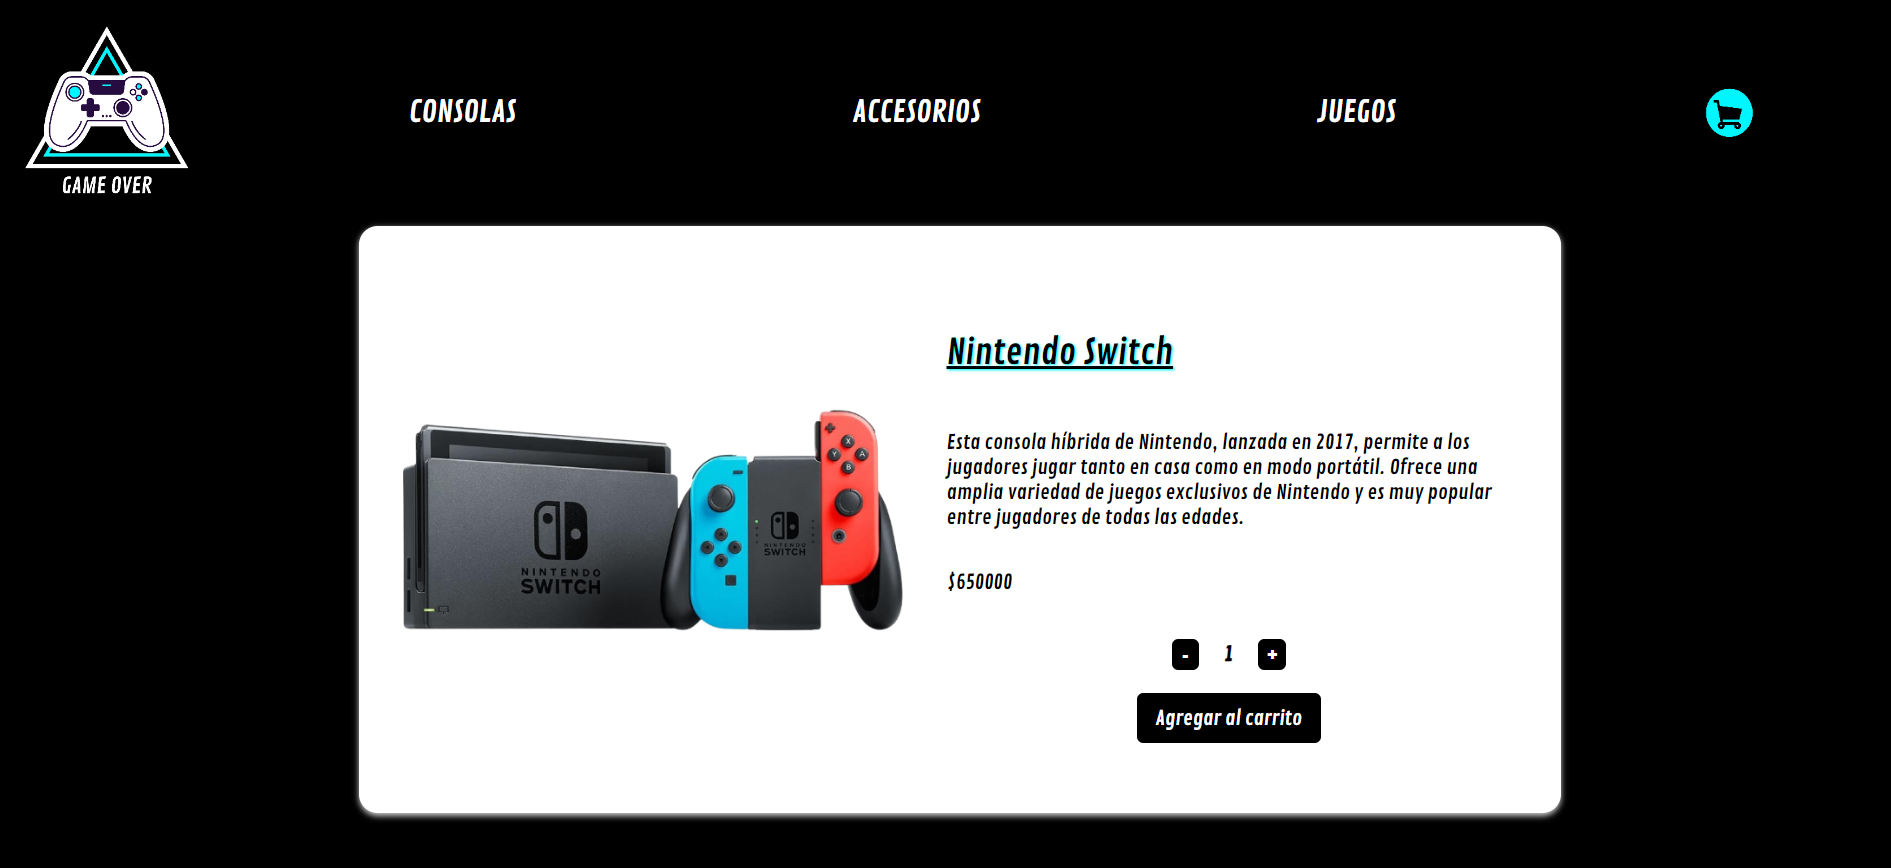 GAME OVER
CONSOLAS
ACCESORIOS
JUEGOS
Nintendo Switch
Esta consola híbrida de Nintendo, lanzada en 2017, permite a los
jugadores jugar tanto en casa como en modo portátil. Ofrece una
amplia variedad de juegos exclusivos de Nintendo y es muy popular
entre jugadores de todas las edades.
$650000
- 1 +
Agregar al carrito
NINTENDO
SWITCH
NINTENDO
SWITCH
X
Y A
B